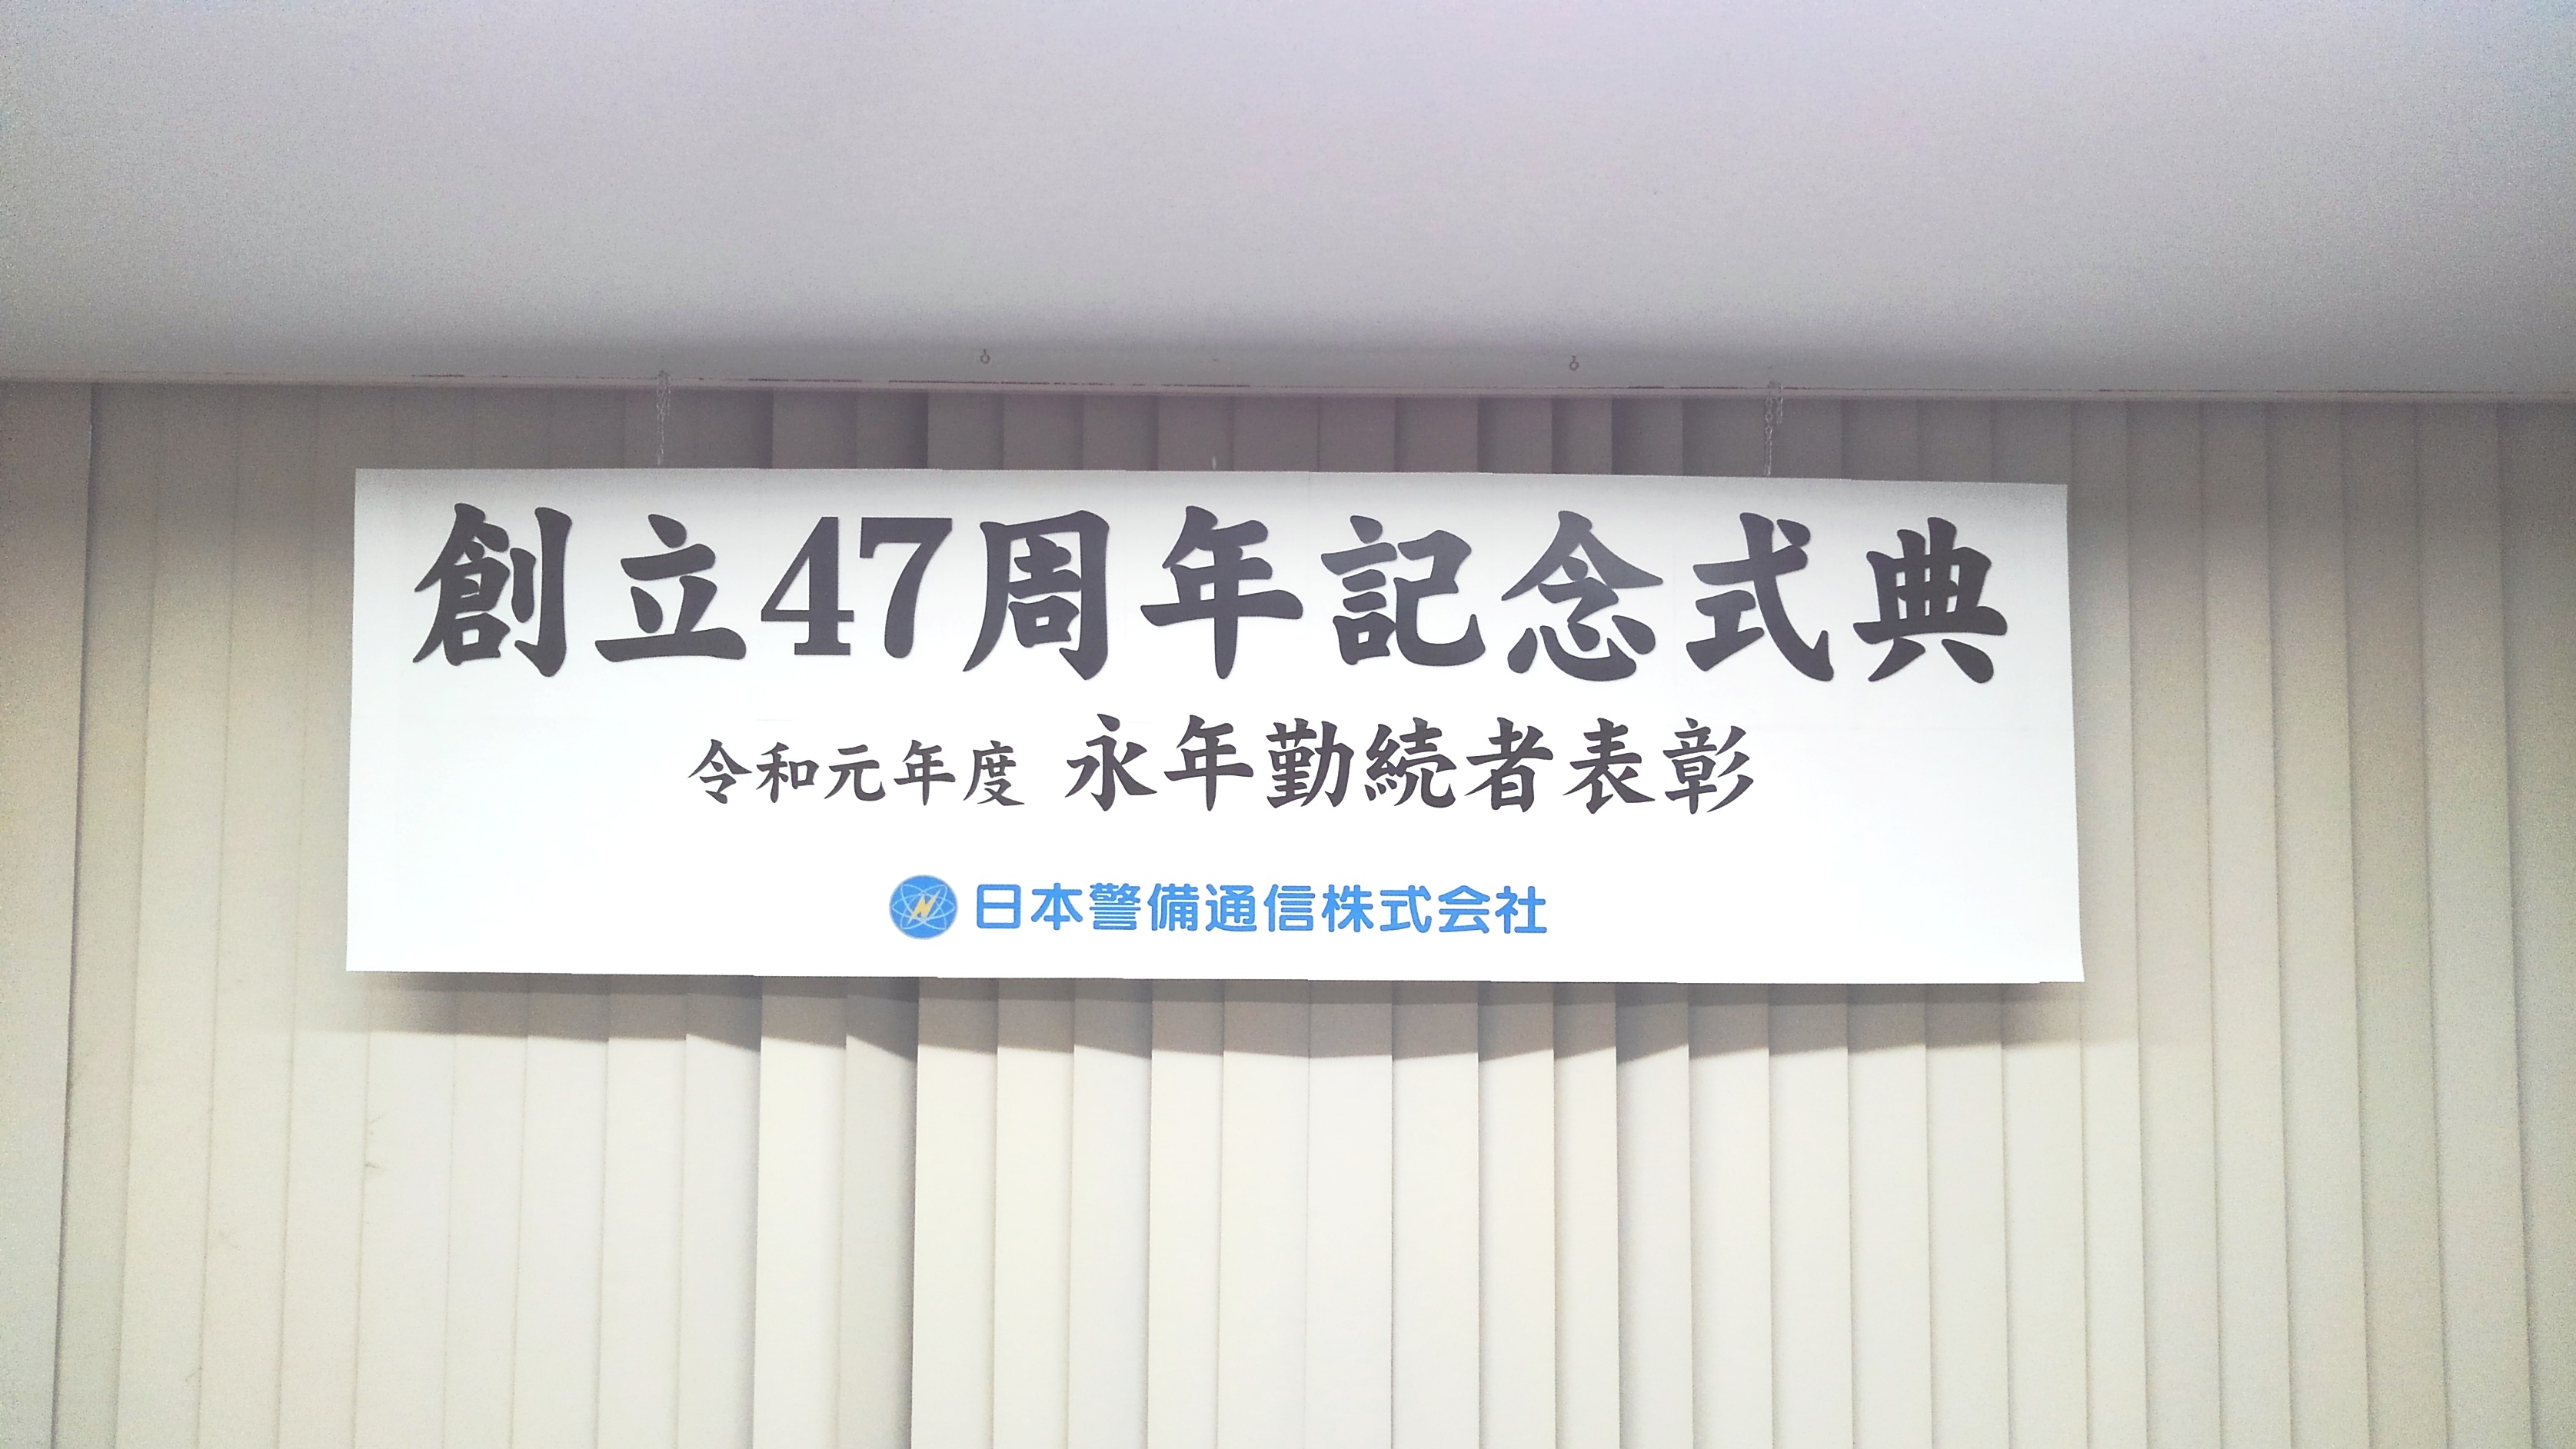 創立47周年記念式典
令和元年度 永年勤続者表彰
日本警備通信株式会社